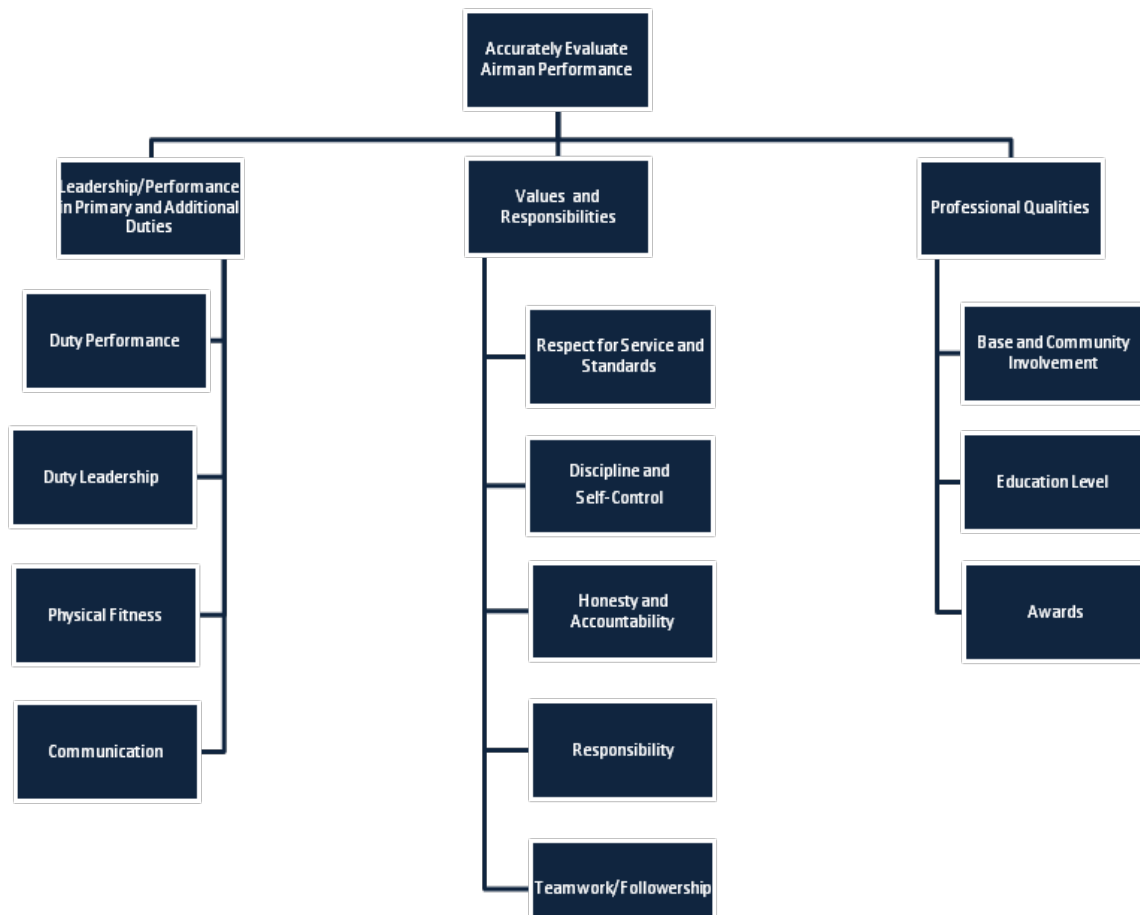 Accurately Evaluate
Airman Performance
Leadership/Performance
in Primary and Additional
Duties
Values and
Responsibilities
Professional Qualities
Duty Performance
Duty Leadership
Physical Fitness
Communication
Respect for Service and
Standards
Discipline and
Self-Control
Honesty and
Accountability
Responsibility
Teamwork/Followership
Base and Community
Involvement
Education Level
Awards